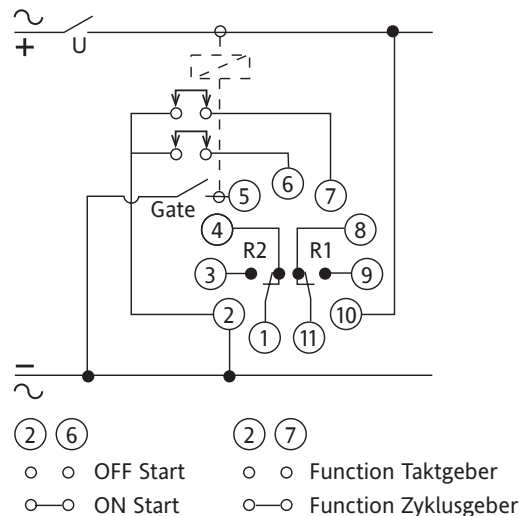 ~
+ U
6 7
Gate 5
4 8
R2 R1
3 9
2 10
1 11
−
~
2 6 2 7
OFF Start Function Taktgeber
ON Start Function Zyklusgeber